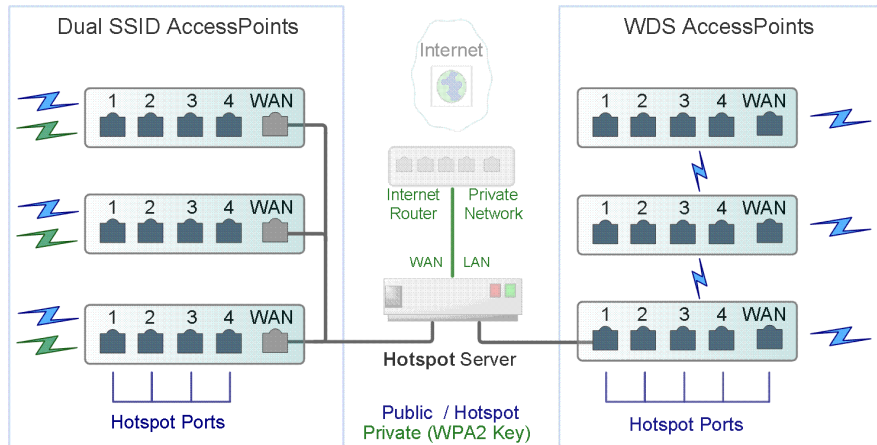 Dual SSID AccessPoints
1 2 3 4 WAN
1 2 3 4 WAN
1 2 3 4 WAN
Hotspot Ports
Internet
Internet Router
Private Network
WAN LAN
Hotspot Server
Public / Hotspot
Private (WPA2 Key)
WDS AccessPoints
1 2 3 4 WAN
1 2 3 4 WAN
1 2 3 4 WAN
Hotspot Ports